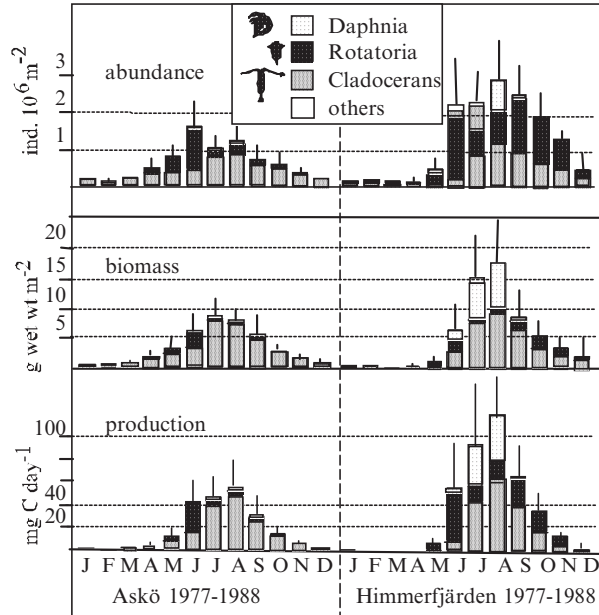 Daphnia
Rotatoria
Cladocerans
others
abundance
ind. 10⁶ m⁻²
3
2
1
biomass
g wet wt m⁻²
20
15
10
5
production
mg C day⁻¹
100
40
20
J F M A M J J A S O N D J F M A M J J A S O N D
Askö 1977-1988 Himmerfjärden 1977-1988